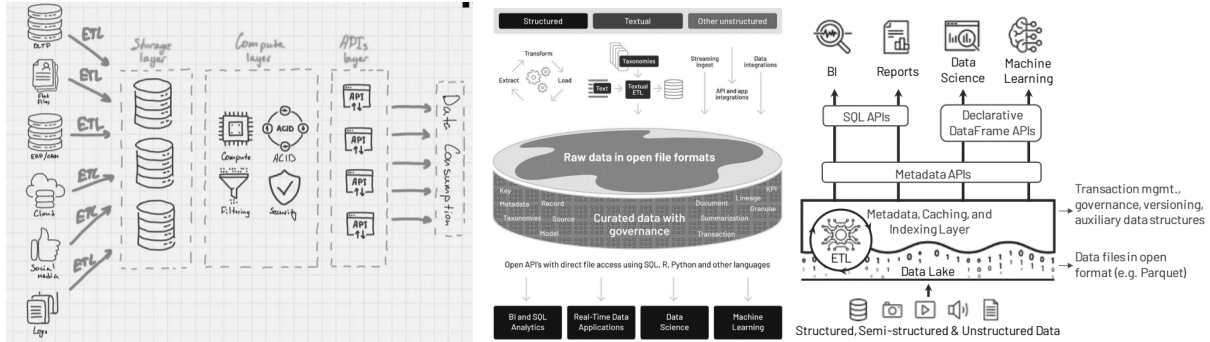 OLTP
ETL
Flat
Files
ETL
ERP/CRM
ETL
Cloud
ETL
Social
Media
ETL
Logs
ETL
Storage
layer
Compute
layer
Compute
ACID
ACID
Filtering
Security
APIs
layer
API
API
API
API
Data Consumption
Structured
Textual
Other unstructured
Transform
Extract
Load
Taxonomies
Text
Textual
ETL
Streaming
ingest
Data
integrations
API and app
integrations
Raw data in open file formats
Key
Metadata
Record
Taxonomies
Source
Model
Curated data with
governance
KPI
Lineage
Document
Granular
Summarization
Transaction
Open API's with direct file access using SQL, R, Python and other languages
BI and SQL
Analytics
Real-Time Data
Applications
Data
Science
Machine
Learning
BI
Reports
Data
Science
Machine
Learning
SQL APIs
Declarative
DataFrame APIs
Metadata APIs
Metadata, Caching, and
Indexing Layer
ETL
Data Lake
Transaction mgmt.,
governance, versioning,
auxiliary data structures
Data files in open
format (e.g. Parquet)
Structured, Semi-structured & Unstructured Data